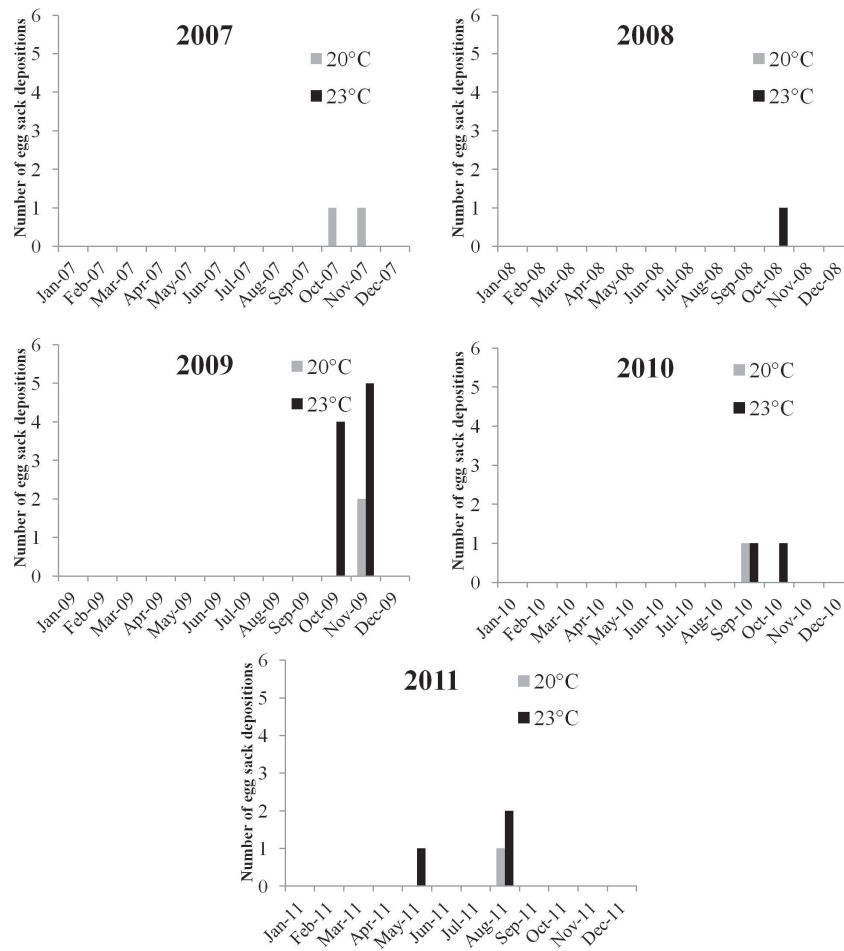 2007
20°C
23°C
Number of egg sack depositions
6
5
4
3
2
1
0
Jan-07
Feb-07
Mar-07
Apr-07
May-07
Jun-07
Jul-07
Aug-07
Sep-07
Oct-07
Nov-07
Dec-07
2008
20°C
23°C
Number of egg sack depositions
6
5
4
3
2
1
0
Jan-08
Feb-08
Mar-08
Apr-08
May-08
Jun-08
Jul-08
Aug-08
Sep-08
Oct-08
Nov-08
Dec-08
2009
20°C
23°C
Number of egg sack depositions
6
5
4
3
2
1
0
Jan-09
Feb-09
Mar-09
Apr-09
May-09
Jun-09
Jul-09
Aug-09
Sep-09
Oct-09
Nov-09
Dec-09
2010
20°C
23°C
Number of egg sack depositions
6
5
4
3
2
1
0
Jan-10
Feb-10
Mar-10
Apr-10
May-10
Jun-10
Jul-10
Aug-10
Sep-10
Oct-10
Nov-10
Dec-10
2011
20°C
23°C
Number of egg sack depositions
6
5
4
3
2
1
0
Jan-11
Feb-11
Mar-11
Apr-11
May-11
Jun-11
Jul-11
Aug-11
Sep-11
Oct-11
Nov-11
Dec-11